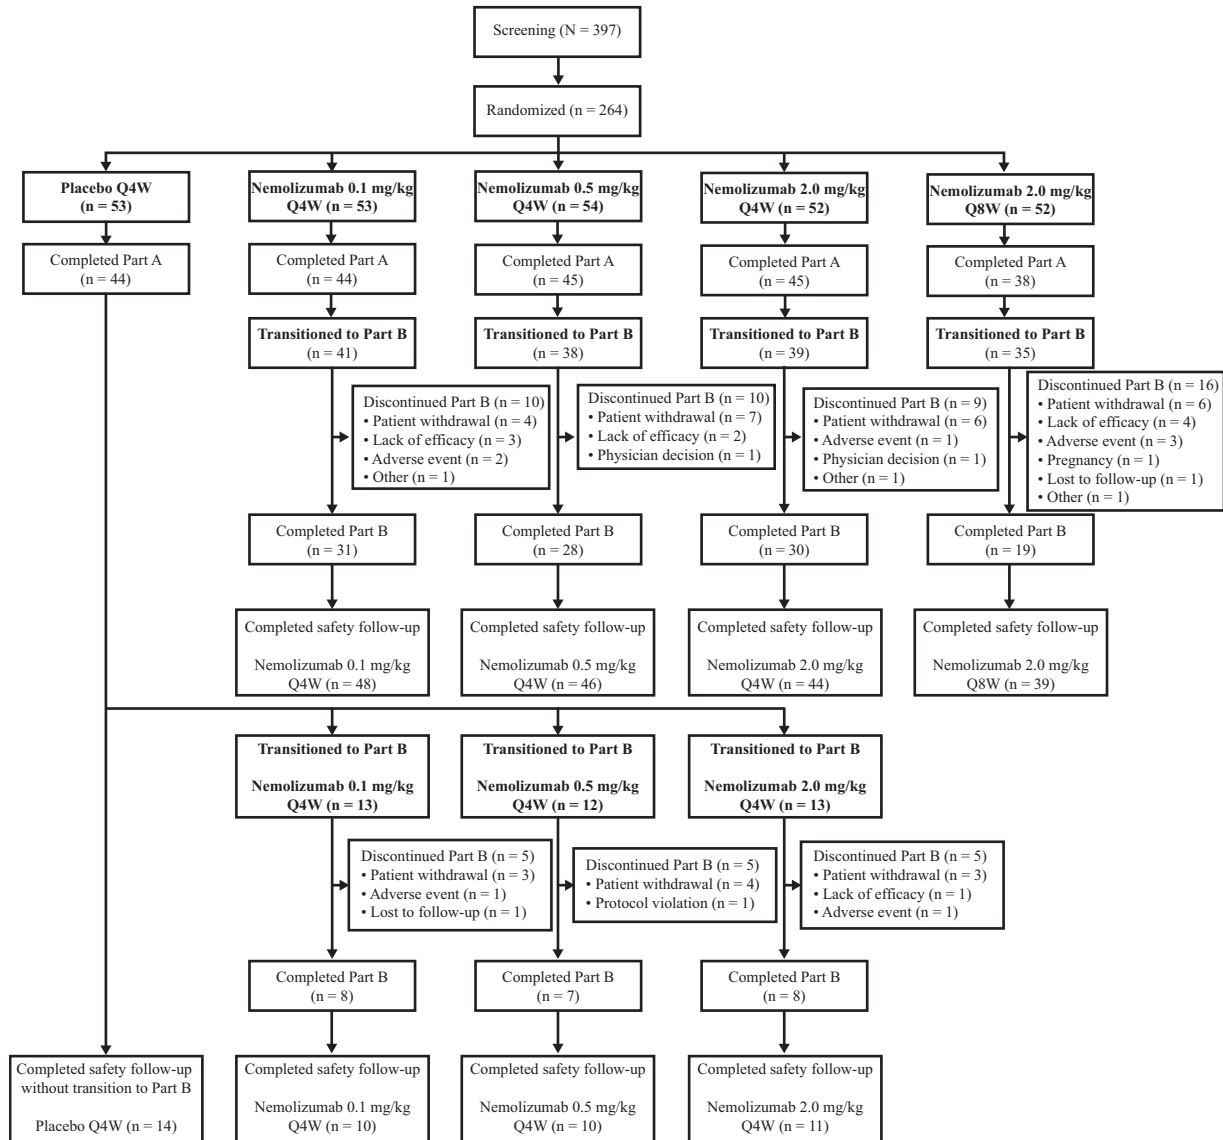 Screening (N = 397)
Randomized (n = 264)
Placebo Q4W
(n = 53)
Nemolizumab 0.1 mg/kg
Q4W (n = 53)
Nemolizumab 0.5 mg/kg
Q4W (n = 54)
Nemolizumab 2.0 mg/kg
Q4W (n = 52)
Nemolizumab 2.0 mg/kg
Q8W (n = 52)
Completed Part A
(n = 44)
Completed Part A
(n = 44)
Completed Part A
(n = 45)
Completed Part A
(n = 45)
Completed Part A
(n = 38)
Transitioned to Part B
(n = 41)
Transitioned to Part B
(n = 38)
Transitioned to Part B
(n = 39)
Transitioned to Part B
(n = 35)
Discontinued Part B (n = 10)
• Patient withdrawal (n = 4)
• Lack of efficacy (n = 3)
• Adverse event (n = 2)
• Other (n = 1)
Discontinued Part B (n = 10)
• Patient withdrawal (n = 7)
• Lack of efficacy (n = 2)
• Physician decision (n = 1)
Discontinued Part B (n = 9)
• Patient withdrawal (n = 6)
• Adverse event (n = 1)
• Physician decision (n = 1)
• Other (n = 1)
Discontinued Part B (n = 16)
• Patient withdrawal (n = 6)
• Lack of efficacy (n = 4)
• Adverse event (n = 3)
• Pregnancy (n = 1)
• Lost to follow-up (n = 1)
• Other (n = 1)
Completed Part B
(n = 31)
Completed Part B
(n = 28)
Completed Part B
(n = 30)
Completed Part B
(n = 19)
Completed safety follow-up
Nemolizumab 0.1 mg/kg
Q4W (n = 48)
Completed safety follow-up
Nemolizumab 0.5 mg/kg
Q4W (n = 46)
Completed safety follow-up
Nemolizumab 2.0 mg/kg
Q4W (n = 44)
Completed safety follow-up
Nemolizumab 2.0 mg/kg
Q8W (n = 39)
Transitioned to Part B
Nemolizumab 0.1 mg/kg
Q4W (n = 13)
Transitioned to Part B
Nemolizumab 0.5 mg/kg
Q4W (n = 12)
Transitioned to Part B
Nemolizumab 2.0 mg/kg
Q4W (n = 13)
Discontinued Part B (n = 5)
• Patient withdrawal (n = 3)
• Adverse event (n = 1)
• Lost to follow-up (n = 1)
Discontinued Part B (n = 5)
• Patient withdrawal (n = 4)
• Protocol violation (n = 1)
Discontinued Part B (n = 5)
• Patient withdrawal (n = 3)
• Lack of efficacy (n = 1)
• Adverse event (n = 1)
Completed Part B
(n = 8)
Completed Part B
(n = 7)
Completed Part B
(n = 8)
Completed safety follow-up
without transition to Part B
Placebo Q4W (n = 14)
Completed safety follow-up
Nemolizumab 0.1 mg/kg
Q4W (n = 10)
Completed safety follow-up
Nemolizumab 0.5 mg/kg
Q4W (n = 10)
Completed safety follow-up
Nemolizumab 2.0 mg/kg
Q4W (n = 11)